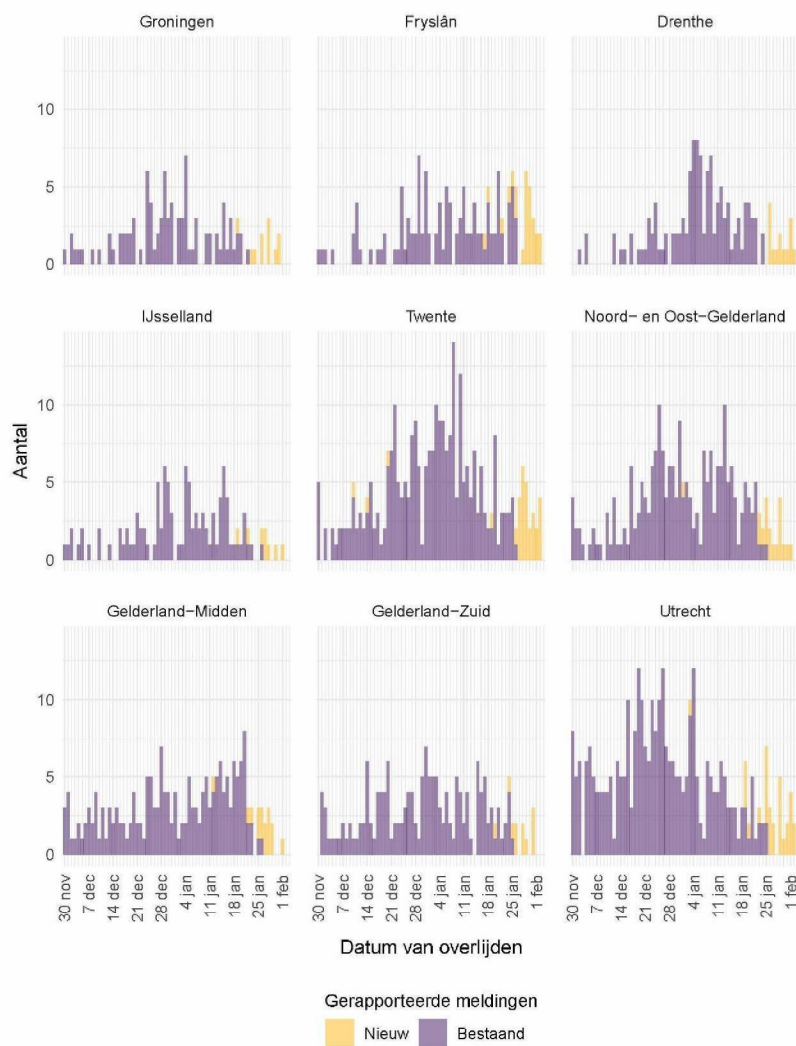 Groningen
Fryslân
Drenthe
10
5
0
IJsselland
Twente
Noord- en Oost-Gelderland
10
5
0
Aantal
Gelderland-Midden
Gelderland-Zuid
Utrecht
10
5
0
30 nov
7 dec
14 dec
21 dec
28 dec
4 jan
11 jan
18 jan
25 jan
1 feb
30 nov
7 dec
14 dec
21 dec
28 dec
4 jan
11 jan
18 jan
25 jan
1 feb
30 nov
7 dec
14 dec
21 dec
28 dec
4 jan
11 jan
18 jan
25 jan
1 feb
Datum van overlijden
Gerapporteerde meldingen
Nieuw Bestaand